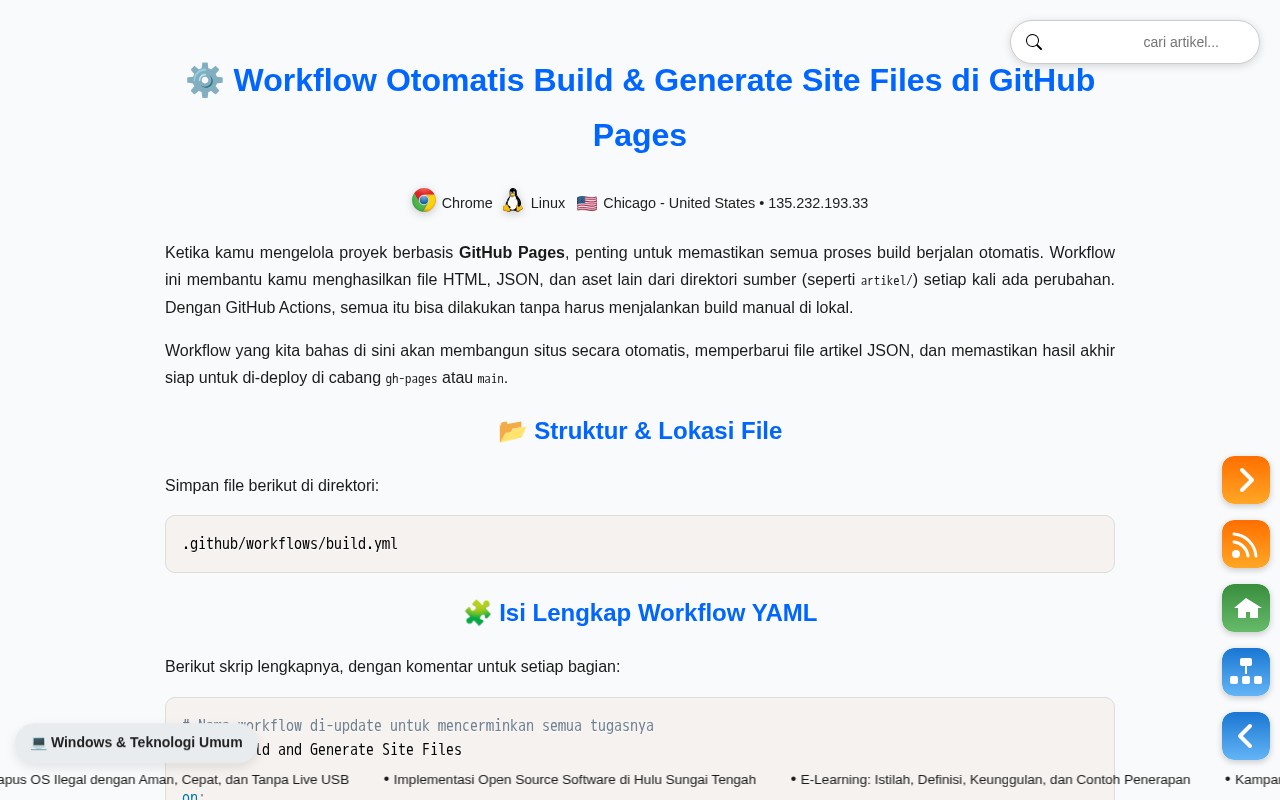 cari artikel...
⚙️ Workflow Otomatis Build & Generate Site Files di GitHub
Pages
Chrome Linux 🇺🇸 Chicago - United States • 135.232.193.33
Ketika kamu mengelola proyek berbasis GitHub Pages, penting untuk memastikan semua proses build berjalan otomatis. Workflow
ini membantu kamu menghasilkan file HTML, JSON, dan aset lain dari direktori sumber (seperti artikel/) setiap kali ada perubahan.
Dengan GitHub Actions, semua itu bisa dilakukan tanpa harus menjalankan build manual di lokal.
Workflow yang kita bahas di sini akan membangun situs secara otomatis, memperbarui file artikel JSON, dan memastikan hasil akhir
siap untuk di-deploy di cabang gh-pages atau main.
📂 Struktur & Lokasi File
Simpan file berikut di direktori:
.github/workflows/build.yml
🧩 Isi Lengkap Workflow YAML
Berikut skrip lengkapnya, dengan komentar untuk setiap bagian:
# Nama workflow di-update untuk mencerminkan semua tugasnya
and Generate Site Files
on:
💻 Windows & Teknologi Umum
OS Ilegal dengan Aman, Cepat, dan Tanpa Live USB • Implementasi Open Source Software di Hulu Sungai Tengah • E-Learning: Istilah, Definisi, Keunggulan, dan Contoh Penerapan •